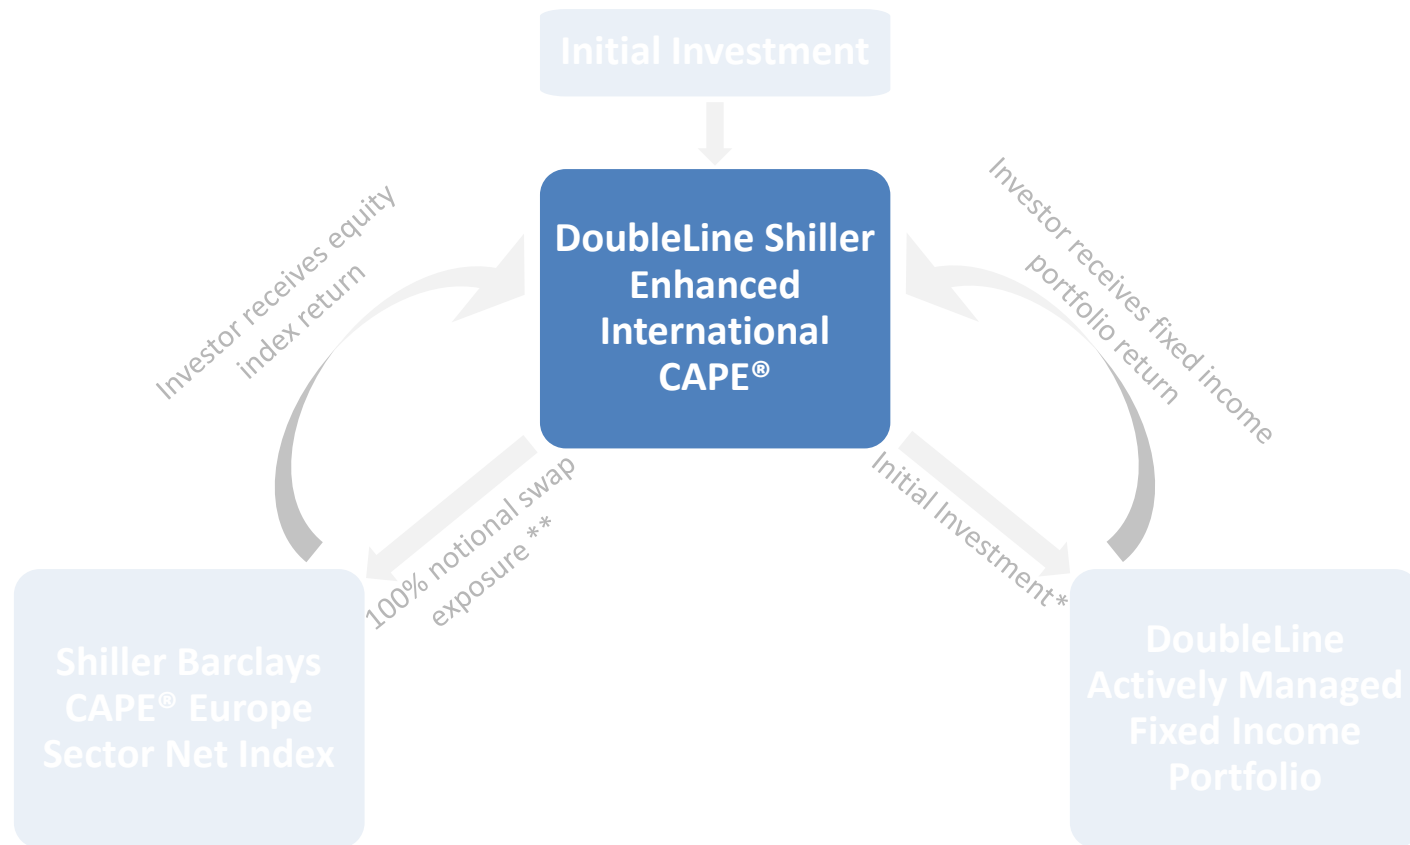 Initial Investment
DoubleLine Shiller
Enhanced
International
CAPE®
Investor receives equity
index return
Investor receives fixed income
portfolio return
100% notional swap
exposure **
Initial Investment*
Shiller Barclays
CAPE® Europe
Sector Net Index
DoubleLine
Actively Managed
Fixed Income
Portfolio